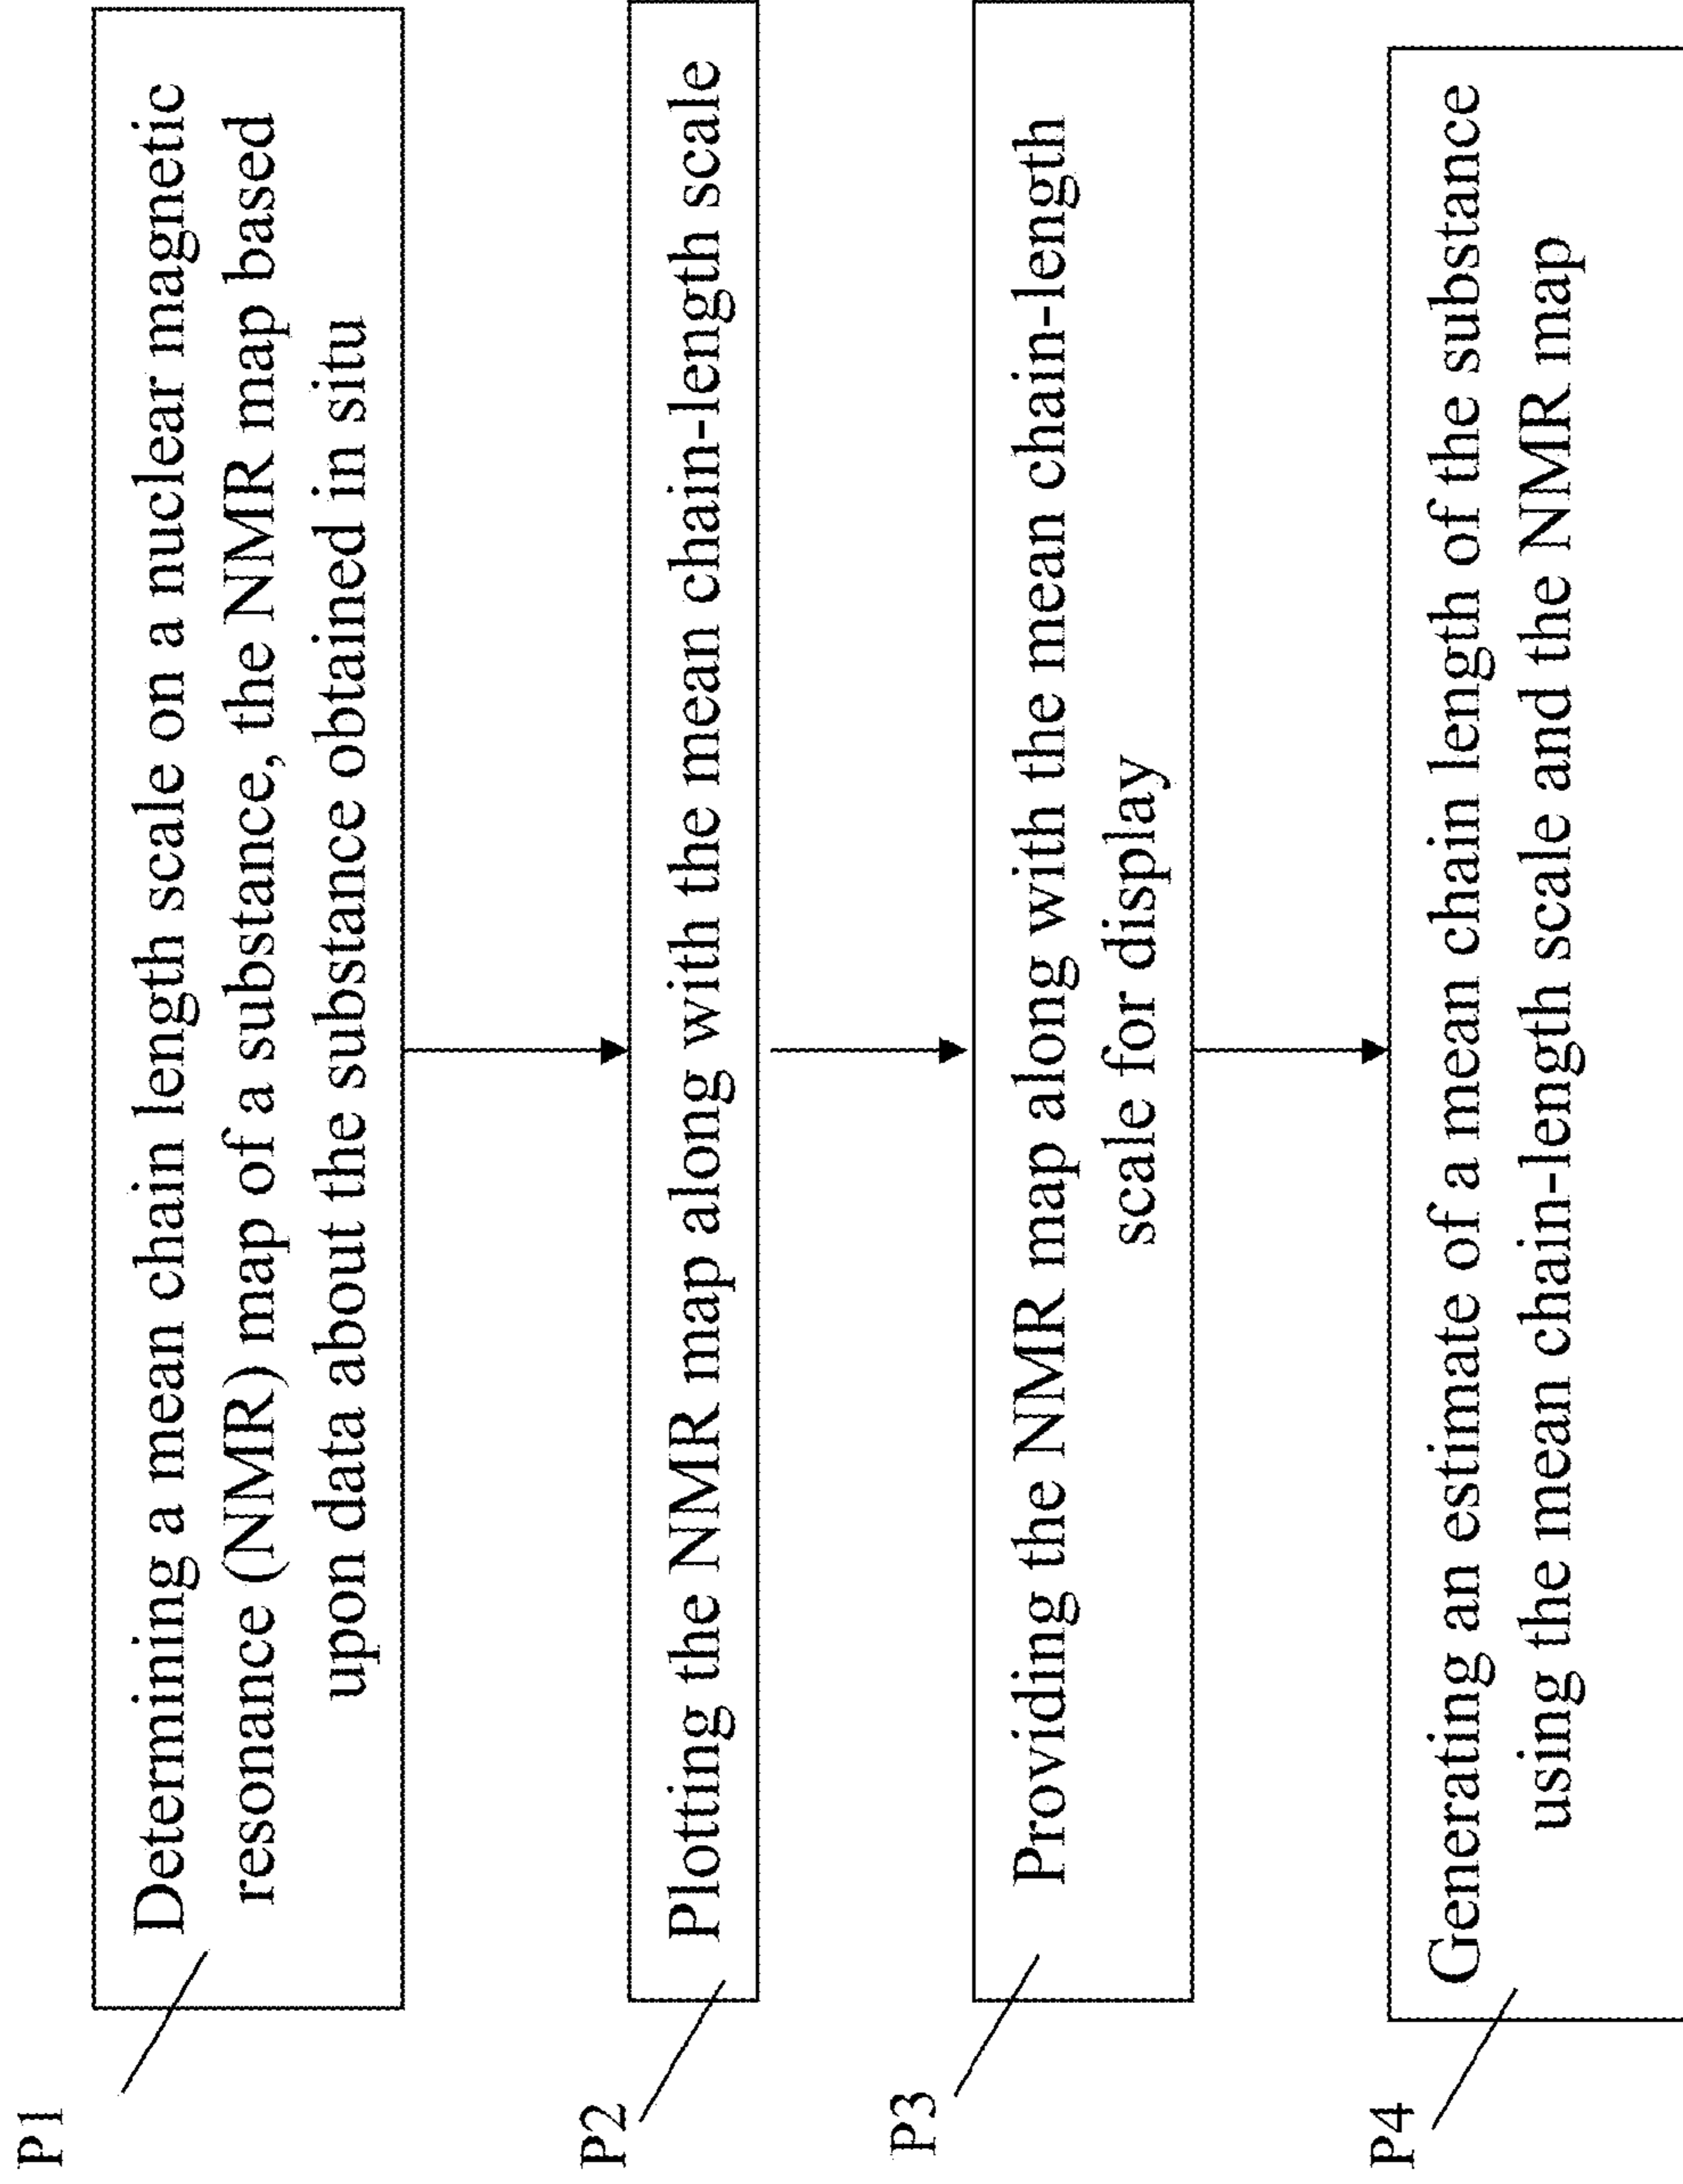 P1
Determining a mean chain length scale on a nuclear magnetic
resonance (NMR) map of a substance, the NMR map based
upon data about the substance obtained in situ
P2
Plotting the NMR map along with the mean chain-length scale
P3
Providing the NMR map along with the mean chain-length
scale for display
P4
Generating an estimate of a mean chain length of the substance
using the mean chain-length scale and the NMR map